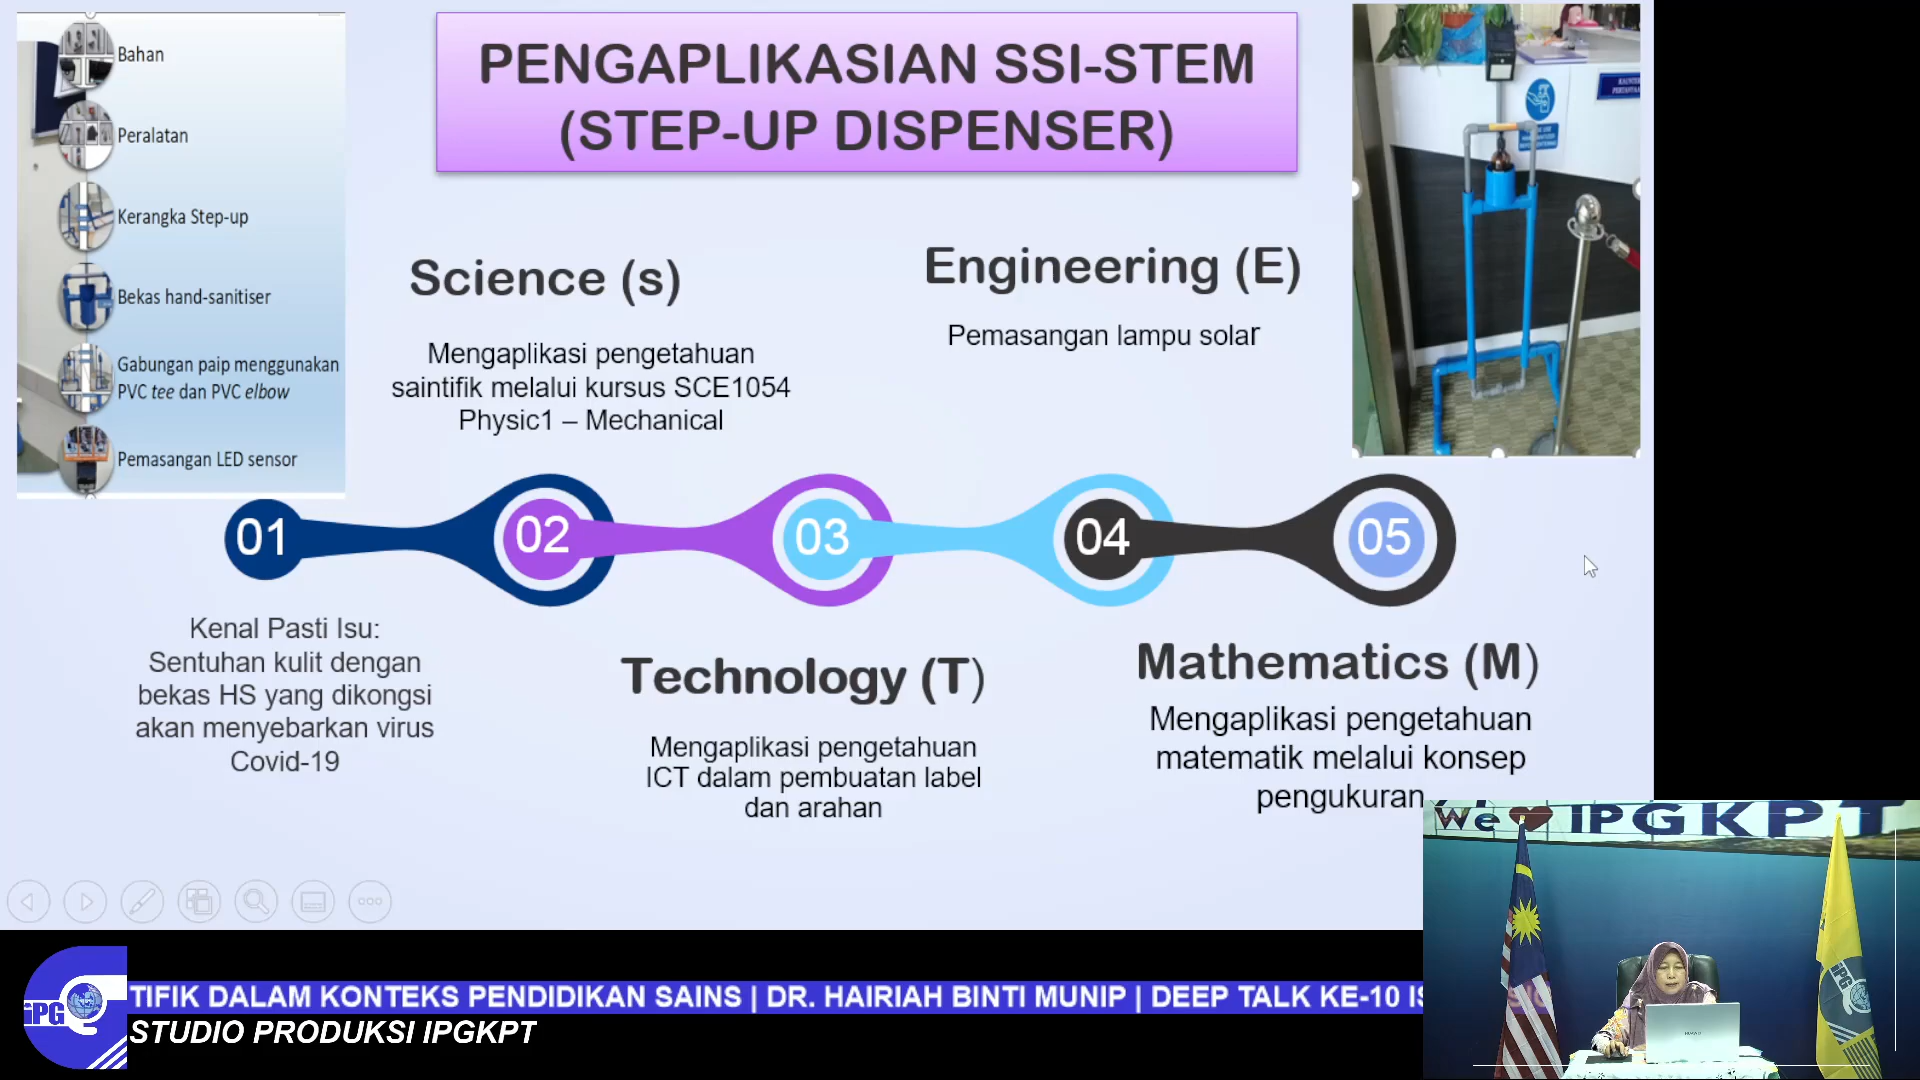 PENGAPLIKASIAN SSI-STEM
(STEP-UP DISPENSER)
Bahan
Peralatan
Kerangka Step-up
Bekas hand-sanitiser
Gabungan paip menggunakan
PVC tee dan PVC elbow
Pemasangan LED sensor
Science (s)
Mengaplikasi pengetahuan
saintifik melalui kursus SCE1054
Physic1 – Mechanical
Engineering (E)
Pemasangan lampu solar
01
02
03
04
05
Kenal Pasti Isu:
Sentuhan kulit dengan
bekas HS yang dikongsi
akan menyebarkan virus
Covid-19
Technology (T)
Mengaplikasi pengetahuan
ICT dalam pembuatan label
dan arahan
Mathematics (M)
Mengaplikasi pengetahuan
matematik melalui konsep
pengukuran
We IPGKPT
iPG
TIFIK DALAM KONTEKS PENDIDIKAN SAINS | DR. HAIRIAH BINTI MUNIP | DEEP TALK KE-10
STUDIO PRODUKSI IPGKPT